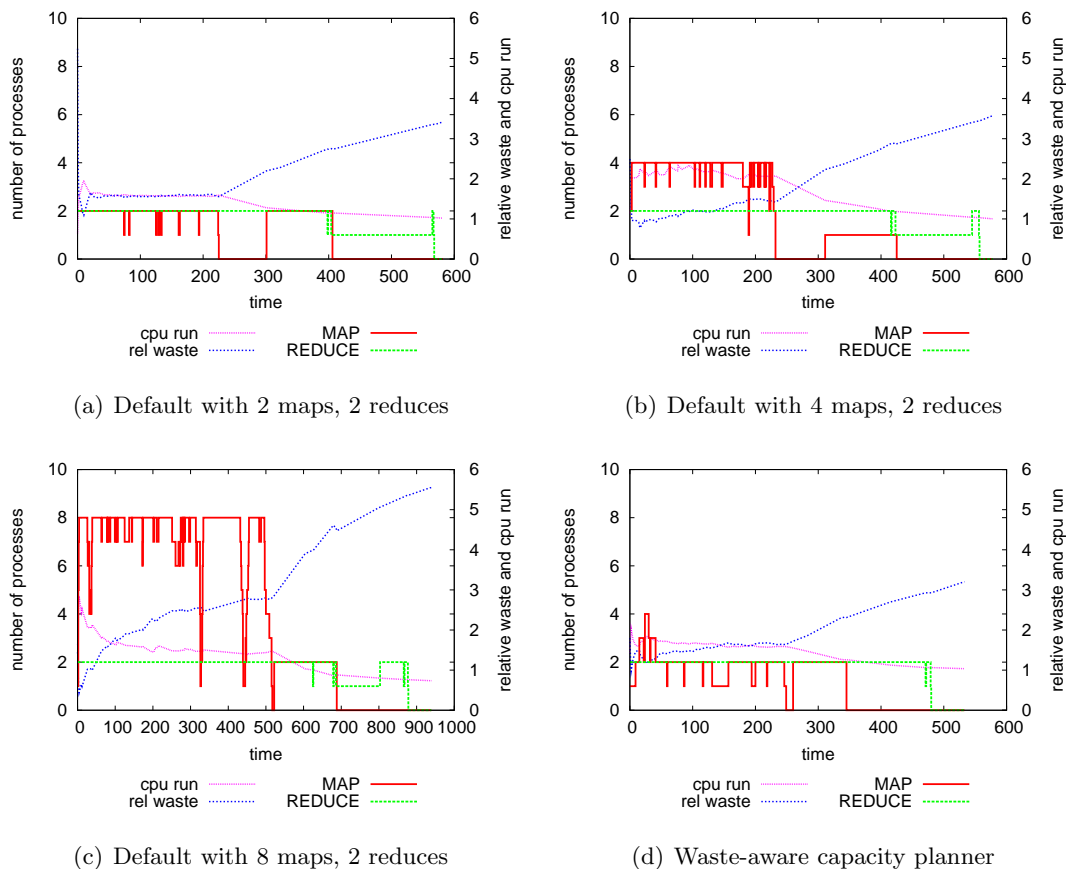 10
8
6
4
2
0
number of processes
6
5
4
3
2
1
0
relative waste and cpu run
0 100 200 300 400 500 600
time
cpu run MAP
rel waste REDUCE
(a) Default with 2 maps, 2 reduces
10
8
6
4
2
0
number of processes
6
5
4
3
2
1
0
relative waste and cpu run
0 100 200 300 400 500 600
time
cpu run MAP
rel waste REDUCE
(b) Default with 4 maps, 2 reduces
10
8
6
4
2
0
number of processes
6
5
4
3
2
1
0
relative waste and cpu run
0 100 200 300 400 500 600 700 800 900 1000
time
cpu run MAP
rel waste REDUCE
(c) Default with 8 maps, 2 reduces
10
8
6
4
2
0
number of processes
6
5
4
3
2
1
0
relative waste and cpu run
0 100 200 300 400 500 600
time
cpu run MAP
rel waste REDUCE
(d) Waste-aware capacity planner